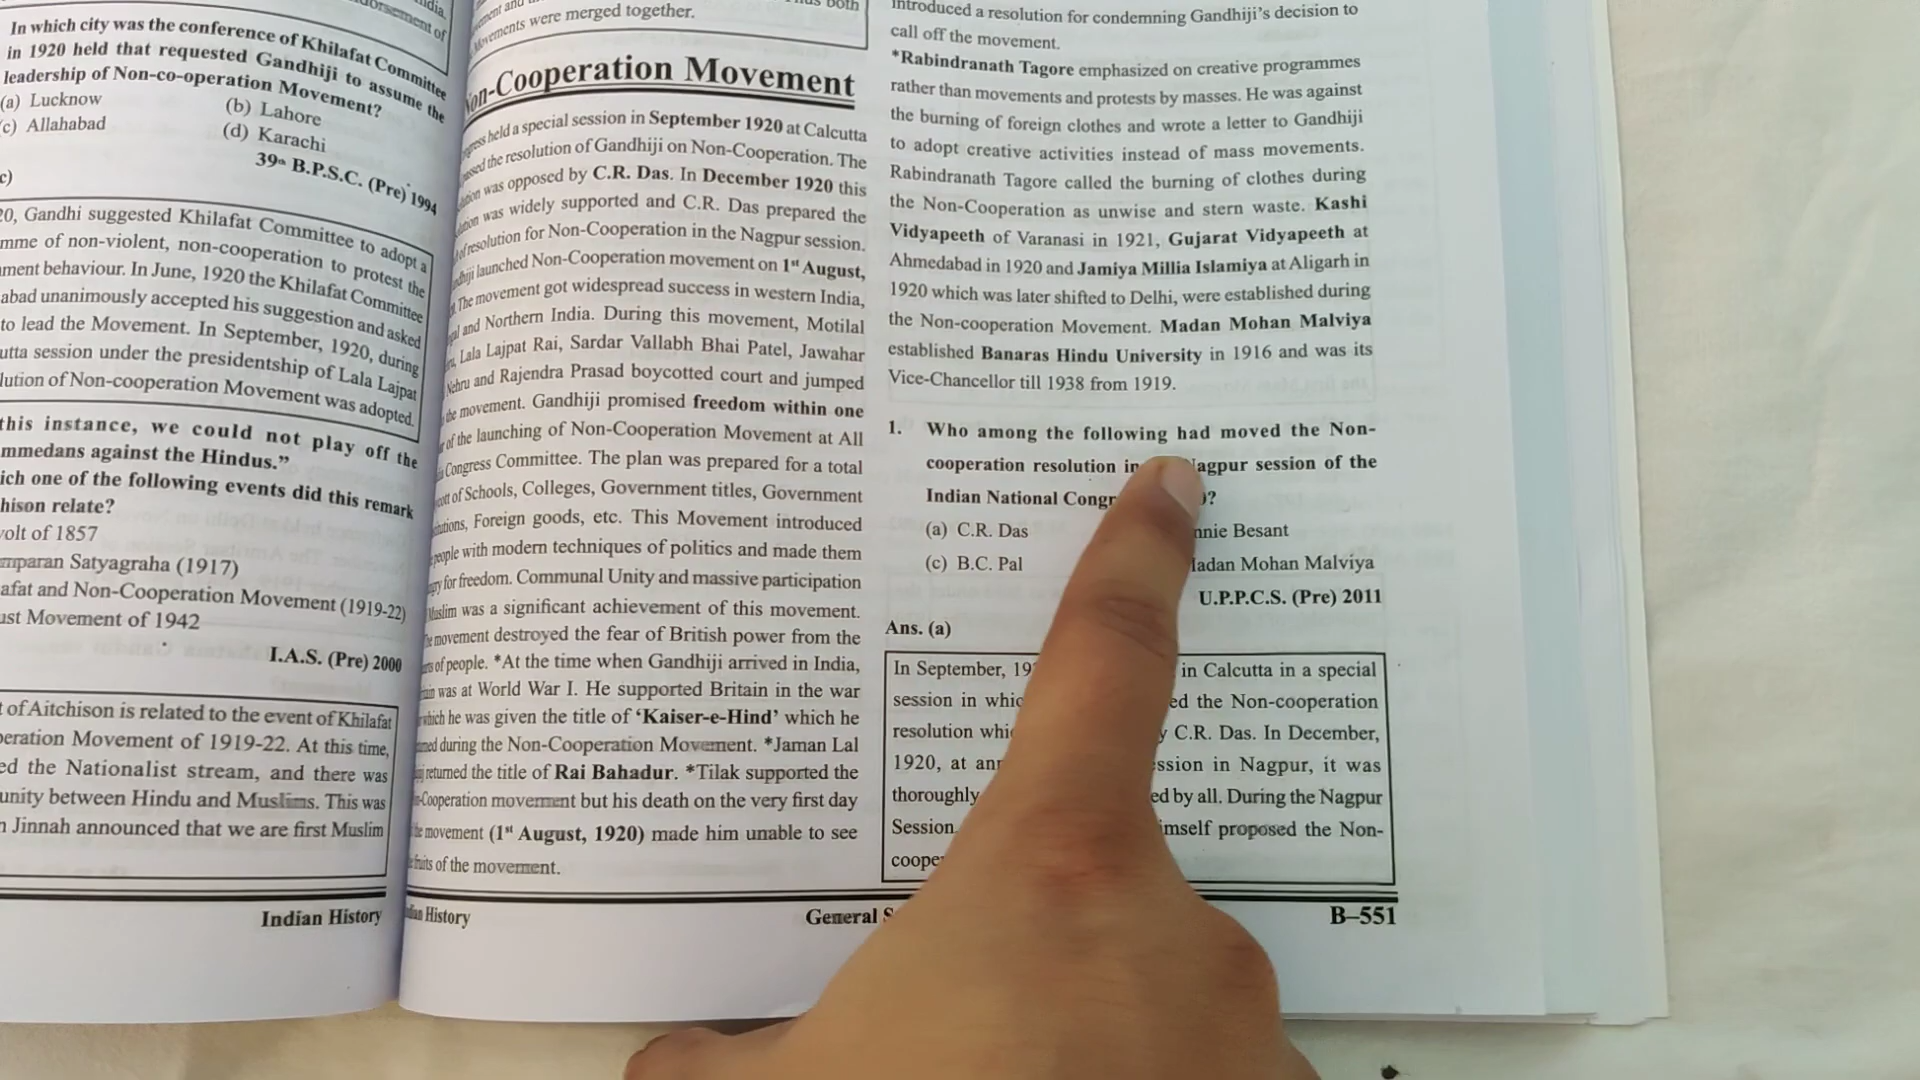 ndia.
dorsement of
In which city was the conference of Khilafat Committee
in 1920 held that requested Gandhiji to assume the
leadership of Non-co-operation Movement?
(a) Lucknow (b) Lahore
(c) Allahabad (d) Karachi
39th B.P.S.C. (Pre) 1994
c)
20, Gandhi suggested Khilafat Committee to adopt a
mme of non-violent, non-cooperation to protest the
ment behaviour. In June, 1920 the Khilafat Committee
abad unanimously accepted his suggestion and asked
to lead the Movement. In September, 1920, during
utta session under the presidentship of Lala Lajpat
lution of Non-cooperation Movement was adopted.
this instance, we could not play off the
mmedans against the Hindus.”
ich one of the following events did this remark
hison relate?
volt of 1857
mparan Satyagraha (1917)
afat and Non-Cooperation Movement (1919-22)
ust Movement of 1942
I.A.S. (Pre) 2000
t of Aitchison is related to the event of Khilafat
peration Movement of 1919-22. At this time,
ed the Nationalist stream, and there was
unity between Hindu and Muslims. This was
n Jinnah announced that we are first Muslim
Indian History
both
Movements were merged together.
on-Cooperation Movement
ngress held a special session in September 1920 at Calcutta
assed the resolution of Gandhiji on Non-Cooperation. The
lution was opposed by C.R. Das. In December 1920 this
lution was widely supported and C.R. Das prepared the
of resolution for Non-Cooperation in the Nagpur session.
ndhiji launched Non-Cooperation movement on 1st August,
The movement got widespread success in western India,
gal and Northern India. During this movement, Motilal
Lala Lajpat Rai, Sardar Vallabh Bhai Patel, Jawahar
Nehru and Rajendra Prasad boycotted court and jumped
the movement. Gandhiji promised freedom within one
of the launching of Non-Cooperation Movement at All
Congress Committee. The plan was prepared for a total
cott of Schools, Colleges, Government titles, Government
tutions, Foreign goods, etc. This Movement introduced
people with modern techniques of politics and made them
gry for freedom. Communal Unity and massive participation
Muslim was a significant achievement of this movement.
he movement destroyed the fear of British power from the
of people. *At the time when Gandhiji arrived in India,
tain was at World War I. He supported Britain in the war
which he was given the title of ‘Kaiser-e-Hind’ which he
rned during the Non-Cooperation Movement. *Jaman Lal
aj returned the title of Rai Bahadur. *Tilak supported the
n-Cooperation movement but his death on the very first day
he movement (1st August, 1920) made him unable to see
fruits of the movement.
dian History General S
introduced a resolution for condemning Gandhiji’s decision to
call off the movement.
*Rabindranath Tagore emphasized on creative programmes
rather than movements and protests by masses. He was against
the burning of foreign clothes and wrote a letter to Gandhiji
to adopt creative activities instead of mass movements.
Rabindranath Tagore called the burning of clothes during
the Non-Cooperation as unwise and stern waste. Kashi
Vidyapeeth of Varanasi in 1921, Gujarat Vidyapeeth at
Ahmedabad in 1920 and Jamiya Millia Islamiya at Aligarh in
1920 which was later shifted to Delhi, were established during
the Non-cooperation Movement. Madan Mohan Malviya
established Banaras Hindu University in 1916 and was its
Vice-Chancellor till 1938 from 1919.
1. Who among the following had moved the Non-
cooperation resolution in agpur session of the
Indian National Congr )?
(a) C.R. Das nnie Besant
(c) B.C. Pal adan Mohan Malviya
U.P.P.C.S. (Pre) 2011
Ans. (a)
In September, 19 in Calcutta in a special
session in whic ed the Non-cooperation
resolution whi y C.R. Das. In December,
1920, at ann ssion in Nagpur, it was
thoroughly ed by all. During the Nagpur
Session imself proposed the Non-
coope
B–551